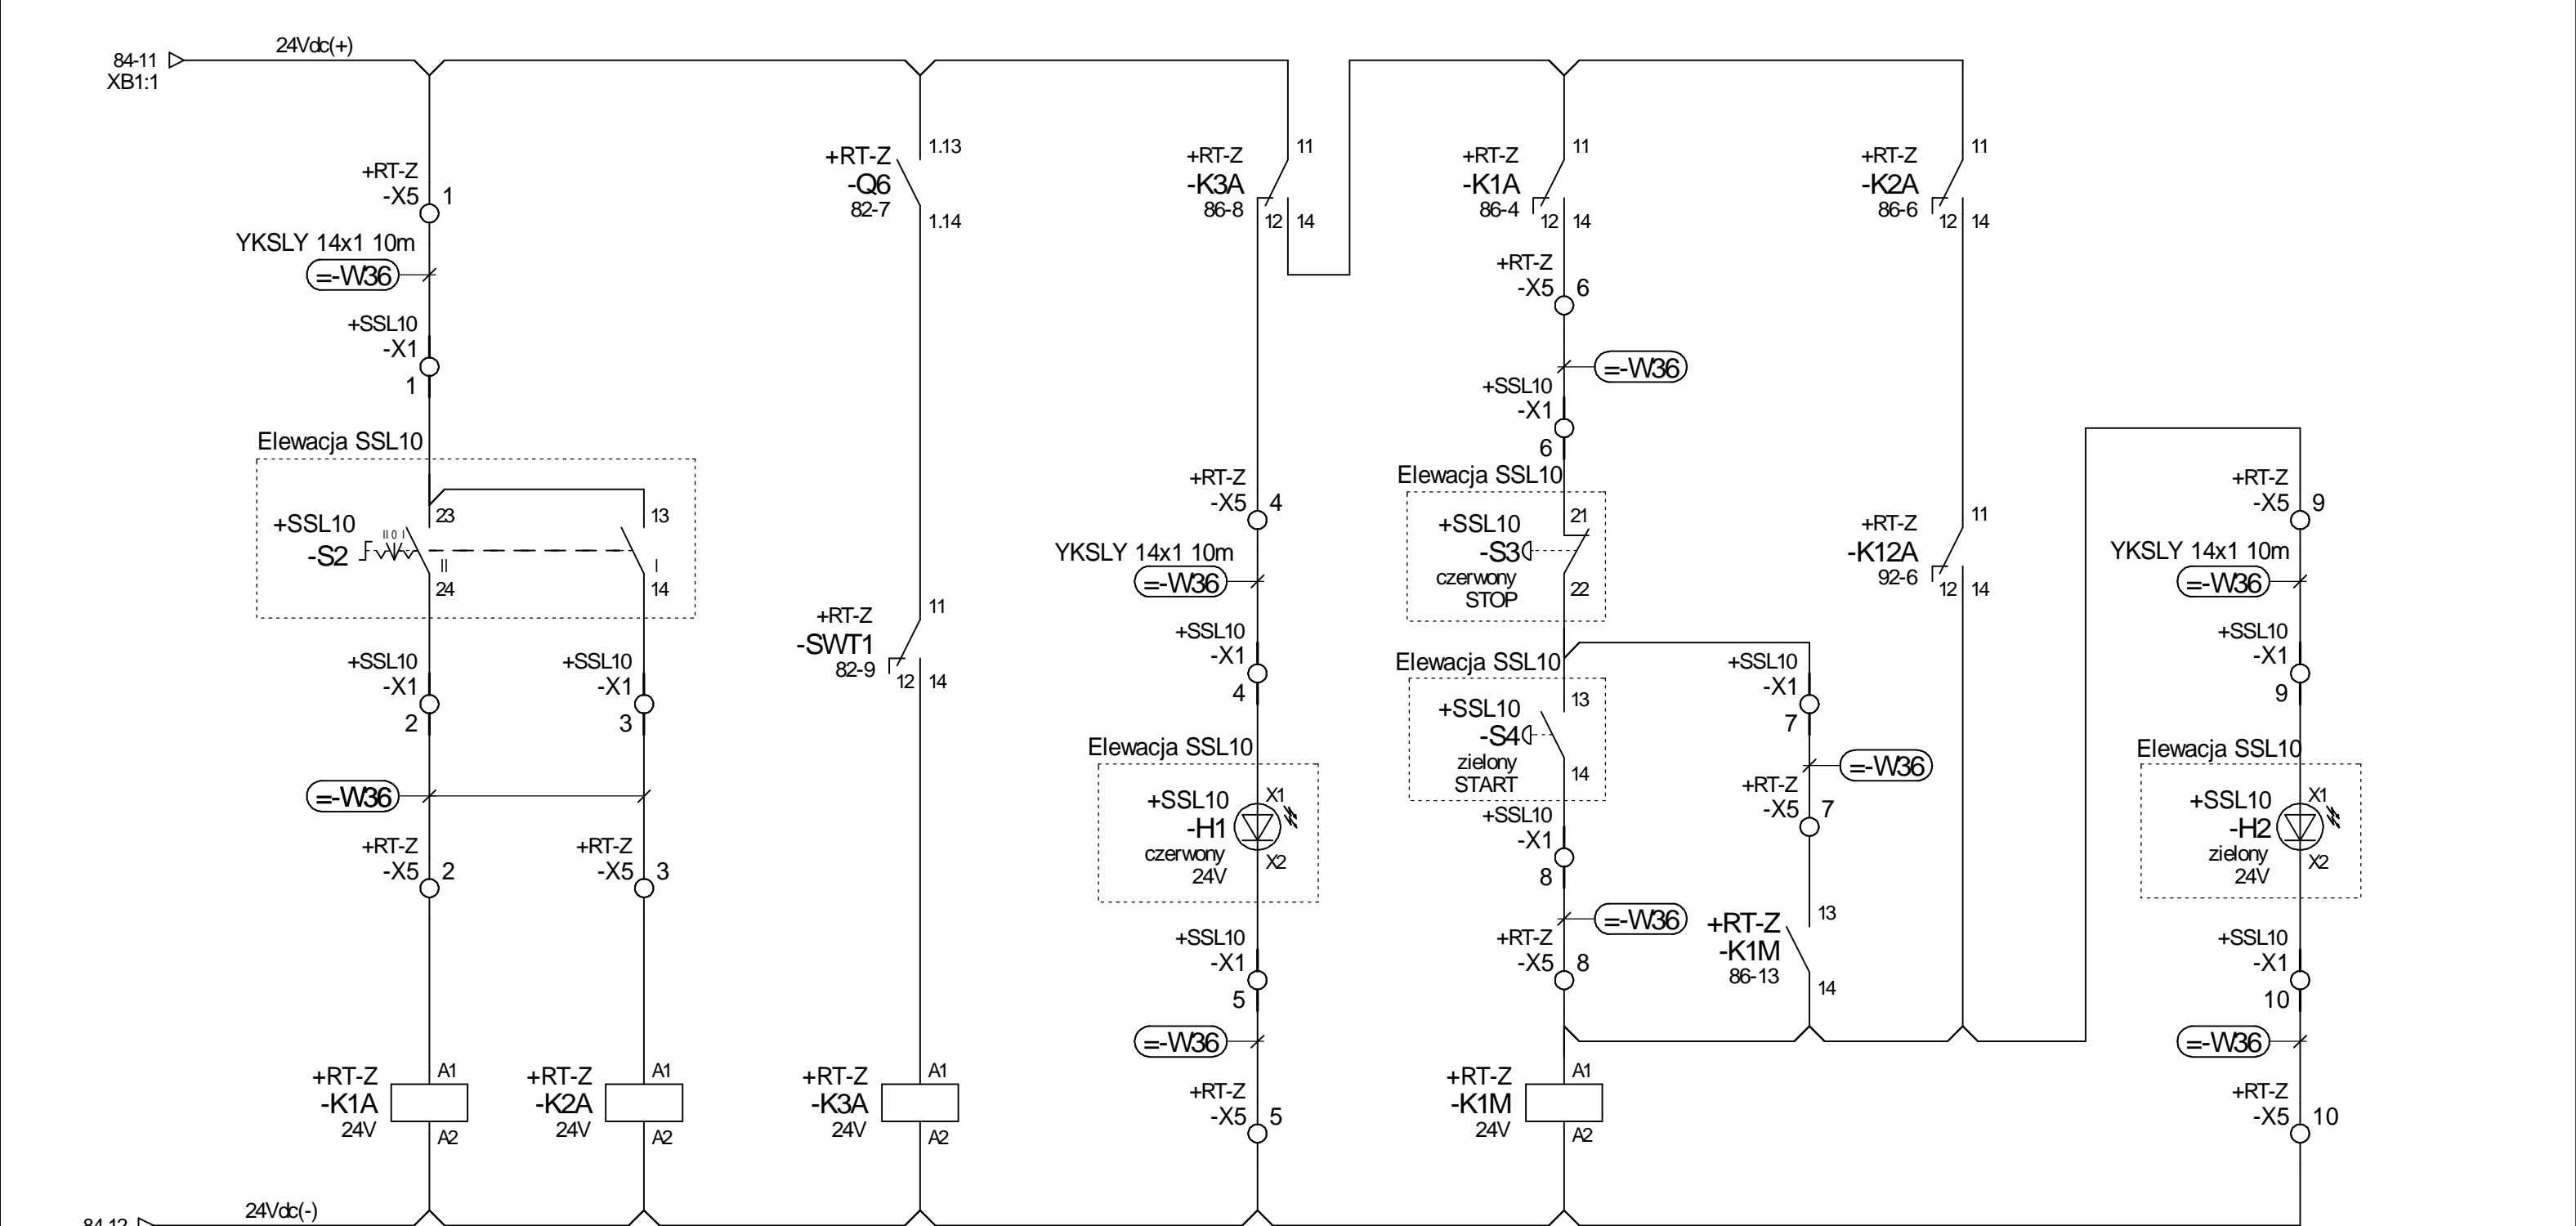 24Vdc(+)
84-11
XB1:1
+RT-Z
-X5 1
YKSLY 14x1 10m
=-W36
+SSL10
-X1
1
Elewacja SSL10
+SSL10
-S2
II 0 I
23
II
24
13
I
14
+SSL10
-X1
2
+SSL10
-X1
3
=-W36
+RT-Z
-X5 2
+RT-Z
-X5 3
+RT-Z
-K1A
24V
A1
A2
+RT-Z
-K2A
24V
A1
A2
+RT-Z
-Q6
82-7
1.13
1.14
+RT-Z
-SWT1
82-9
11
12 14
+RT-Z
-K3A
24V
A1
A2
+RT-Z
-K3A
86-8
11
12 14
+RT-Z
-X5 4
YKSLY 14x1 10m
=-W36
+SSL10
-X1
4
Elewacja SSL10
+SSL10
-H1
czerwony
24V
X1
X2
+SSL10
-X1
5
=-W36
+RT-Z
-X5 5
+RT-Z
-K1A
86-4
11
12 14
+RT-Z
-X5 6
=-W36
+SSL10
-X1
6
Elewacja SSL10
+SSL10
-S3
czerwony
STOP
21
22
Elewacja SSL10
+SSL10
-S4
zielony
START
13
14
+SSL10
-X1
8
=-W36
+RT-Z
-X5 8
+RT-Z
-K1M
24V
A1
A2
+SSL10
-X1
7
=-W36
+RT-Z
-X5 7
+RT-Z
-K1M
86-13
13
14
+RT-Z
-K2A
86-6
11
12 14
+RT-Z
-K12A
92-6
11
12 14
+RT-Z
-X5 9
YKSLY 14x1 10m
=-W36
+SSL10
-X1
9
Elewacja SSL10
+SSL10
-H2
zielony
24V
X1
X2
+SSL10
-X1
10
=-W36
+RT-Z
-X5 10
24Vdc(-)
84-12